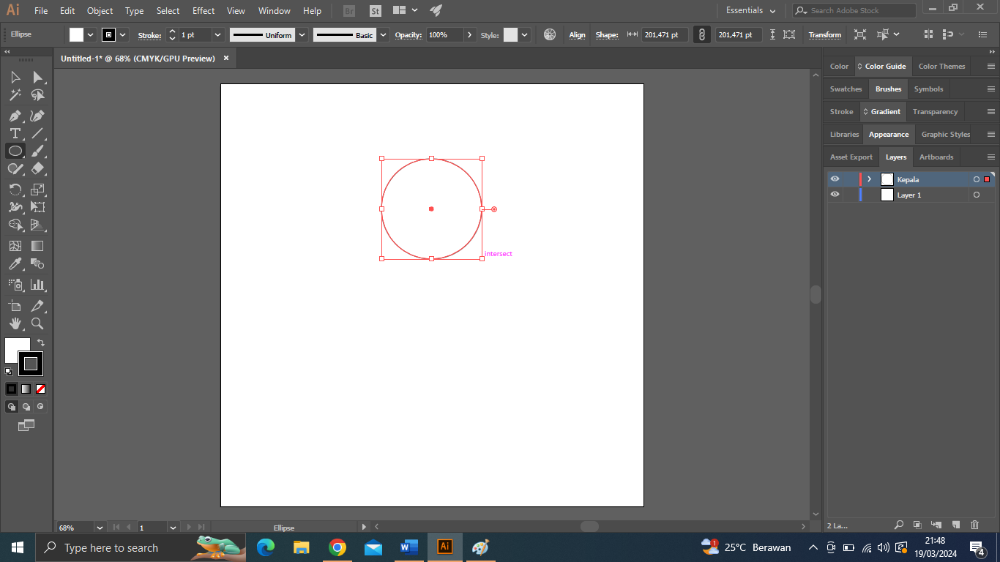 Ai File Edit Object Type Select Effect View Window Help Br St Essentials Search Adobe Stock
Ellipse Stroke: 1 pt Uniform Basic Opacity: 100% Style: Align Shape: 201,471 pt 201,471 pt Transform
Untitled-1* @ 68% (CMYK/GPU Preview)
Color Color Guide Color Themes
Swatches Brushes Symbols
Stroke Gradient Transparency
Libraries Appearance Graphic Styles
Asset Export Layers Artboards
Kepala
Layer 1
intersect
68% 1 Ellipse
2 La...
Type here to search
W
Ai
1
25°C Berawan
21:48
19/03/2024
4